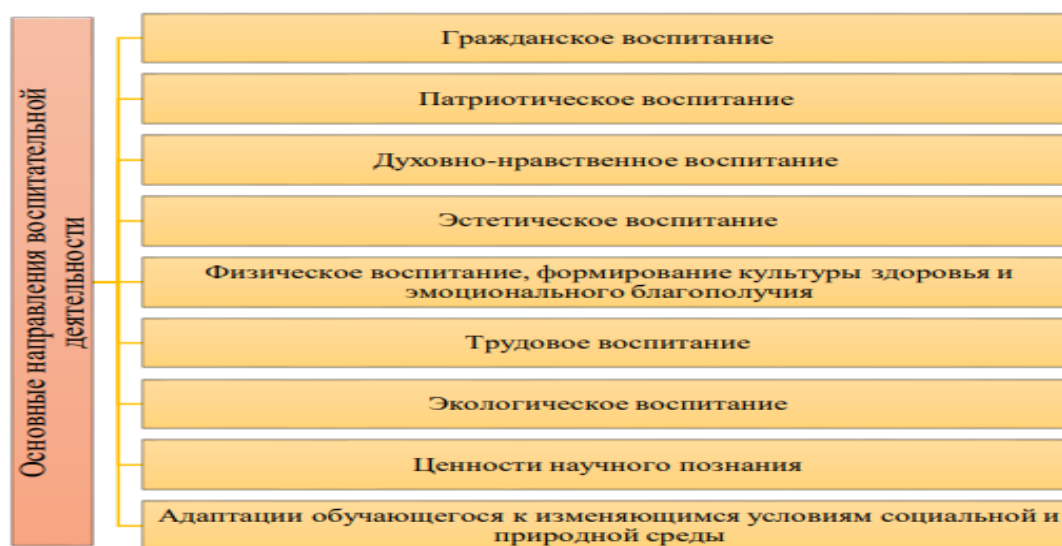 Основные направления воспитательной
деятельности
Гражданское воспитание
Патриотическое воспитание
Духовно-нравственное воспитание
Эстетическое воспитание
Физическое воспитание, формирование культуры здоровья и
эмоционального благополучия
Трудовое воспитание
Экологическое воспитание
Ценности научного познания
Адаптации обучающегося к изменяющимся условиям социальной и
природной среды